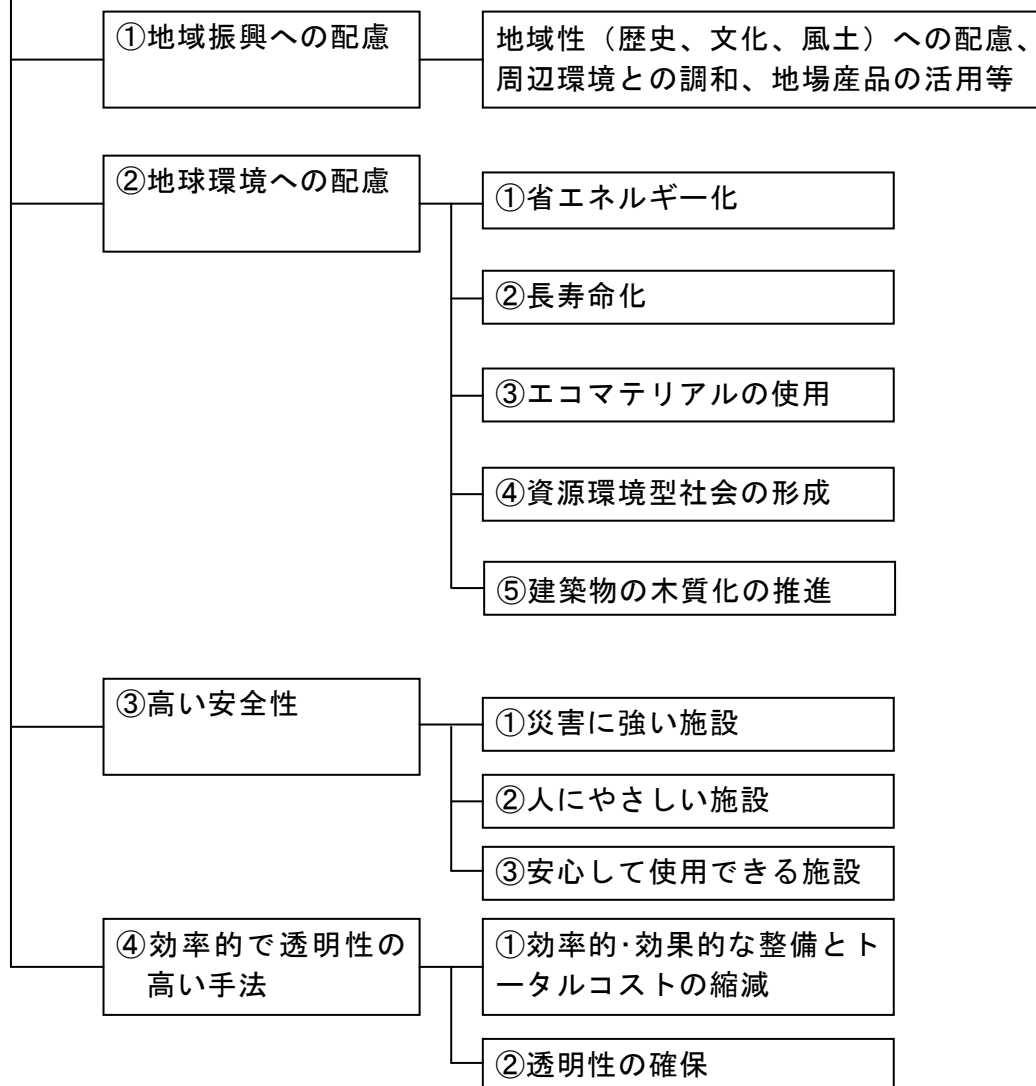 ①地域振興への配慮
地域性（歴史、文化、風土）への配慮、
周辺環境との調和、地場産品の活用等
②地球環境への配慮
①省エネルギー化
②長寿命化
③エコマテリアルの使用
④資源環境型社会の形成
⑤建築物の木質化の推進
③高い安全性
①災害に強い施設
②人にやさしい施設
③安心して使用できる施設
④効率的で透明性の
高い手法
①効率的･効果的な整備とト
ータルコストの縮減
②透明性の確保